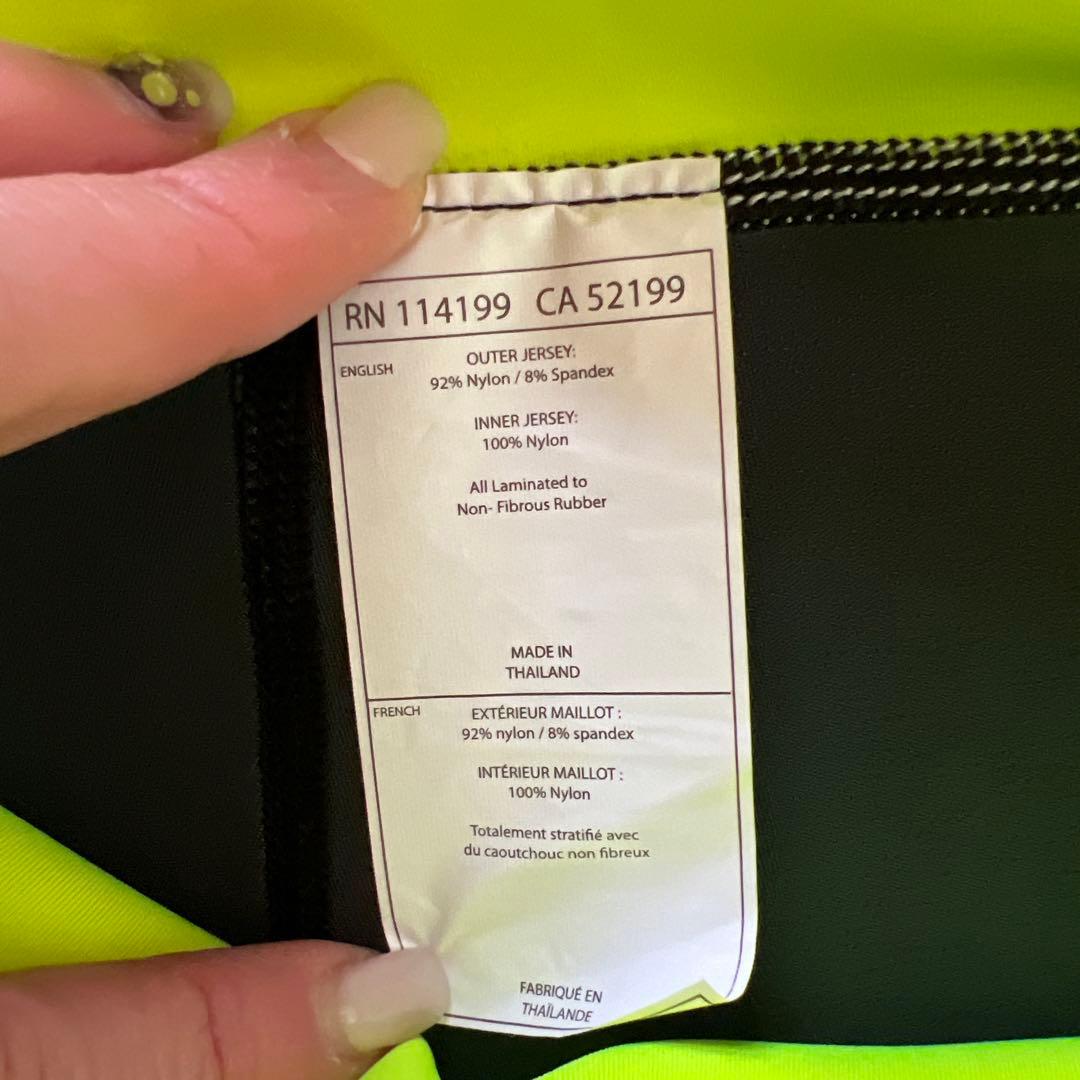 RN 114199 CA 52199
ENGLISH
OUTER JERSEY:
92% Nylon / 8% Spandex
INNER JERSEY:
100% Nylon
All Laminated to
Non- Fibrous Rubber
MADE IN
THAILAND
FRENCH
EXTÉRIEUR MAILLOT :
92% nylon / 8% spandex
INTÉRIEUR MAILLOT :
100% Nylon
Totalement stratifié avec
du caoutchouc non fibreux
FABRIQUÉ EN
THAÏLANDE